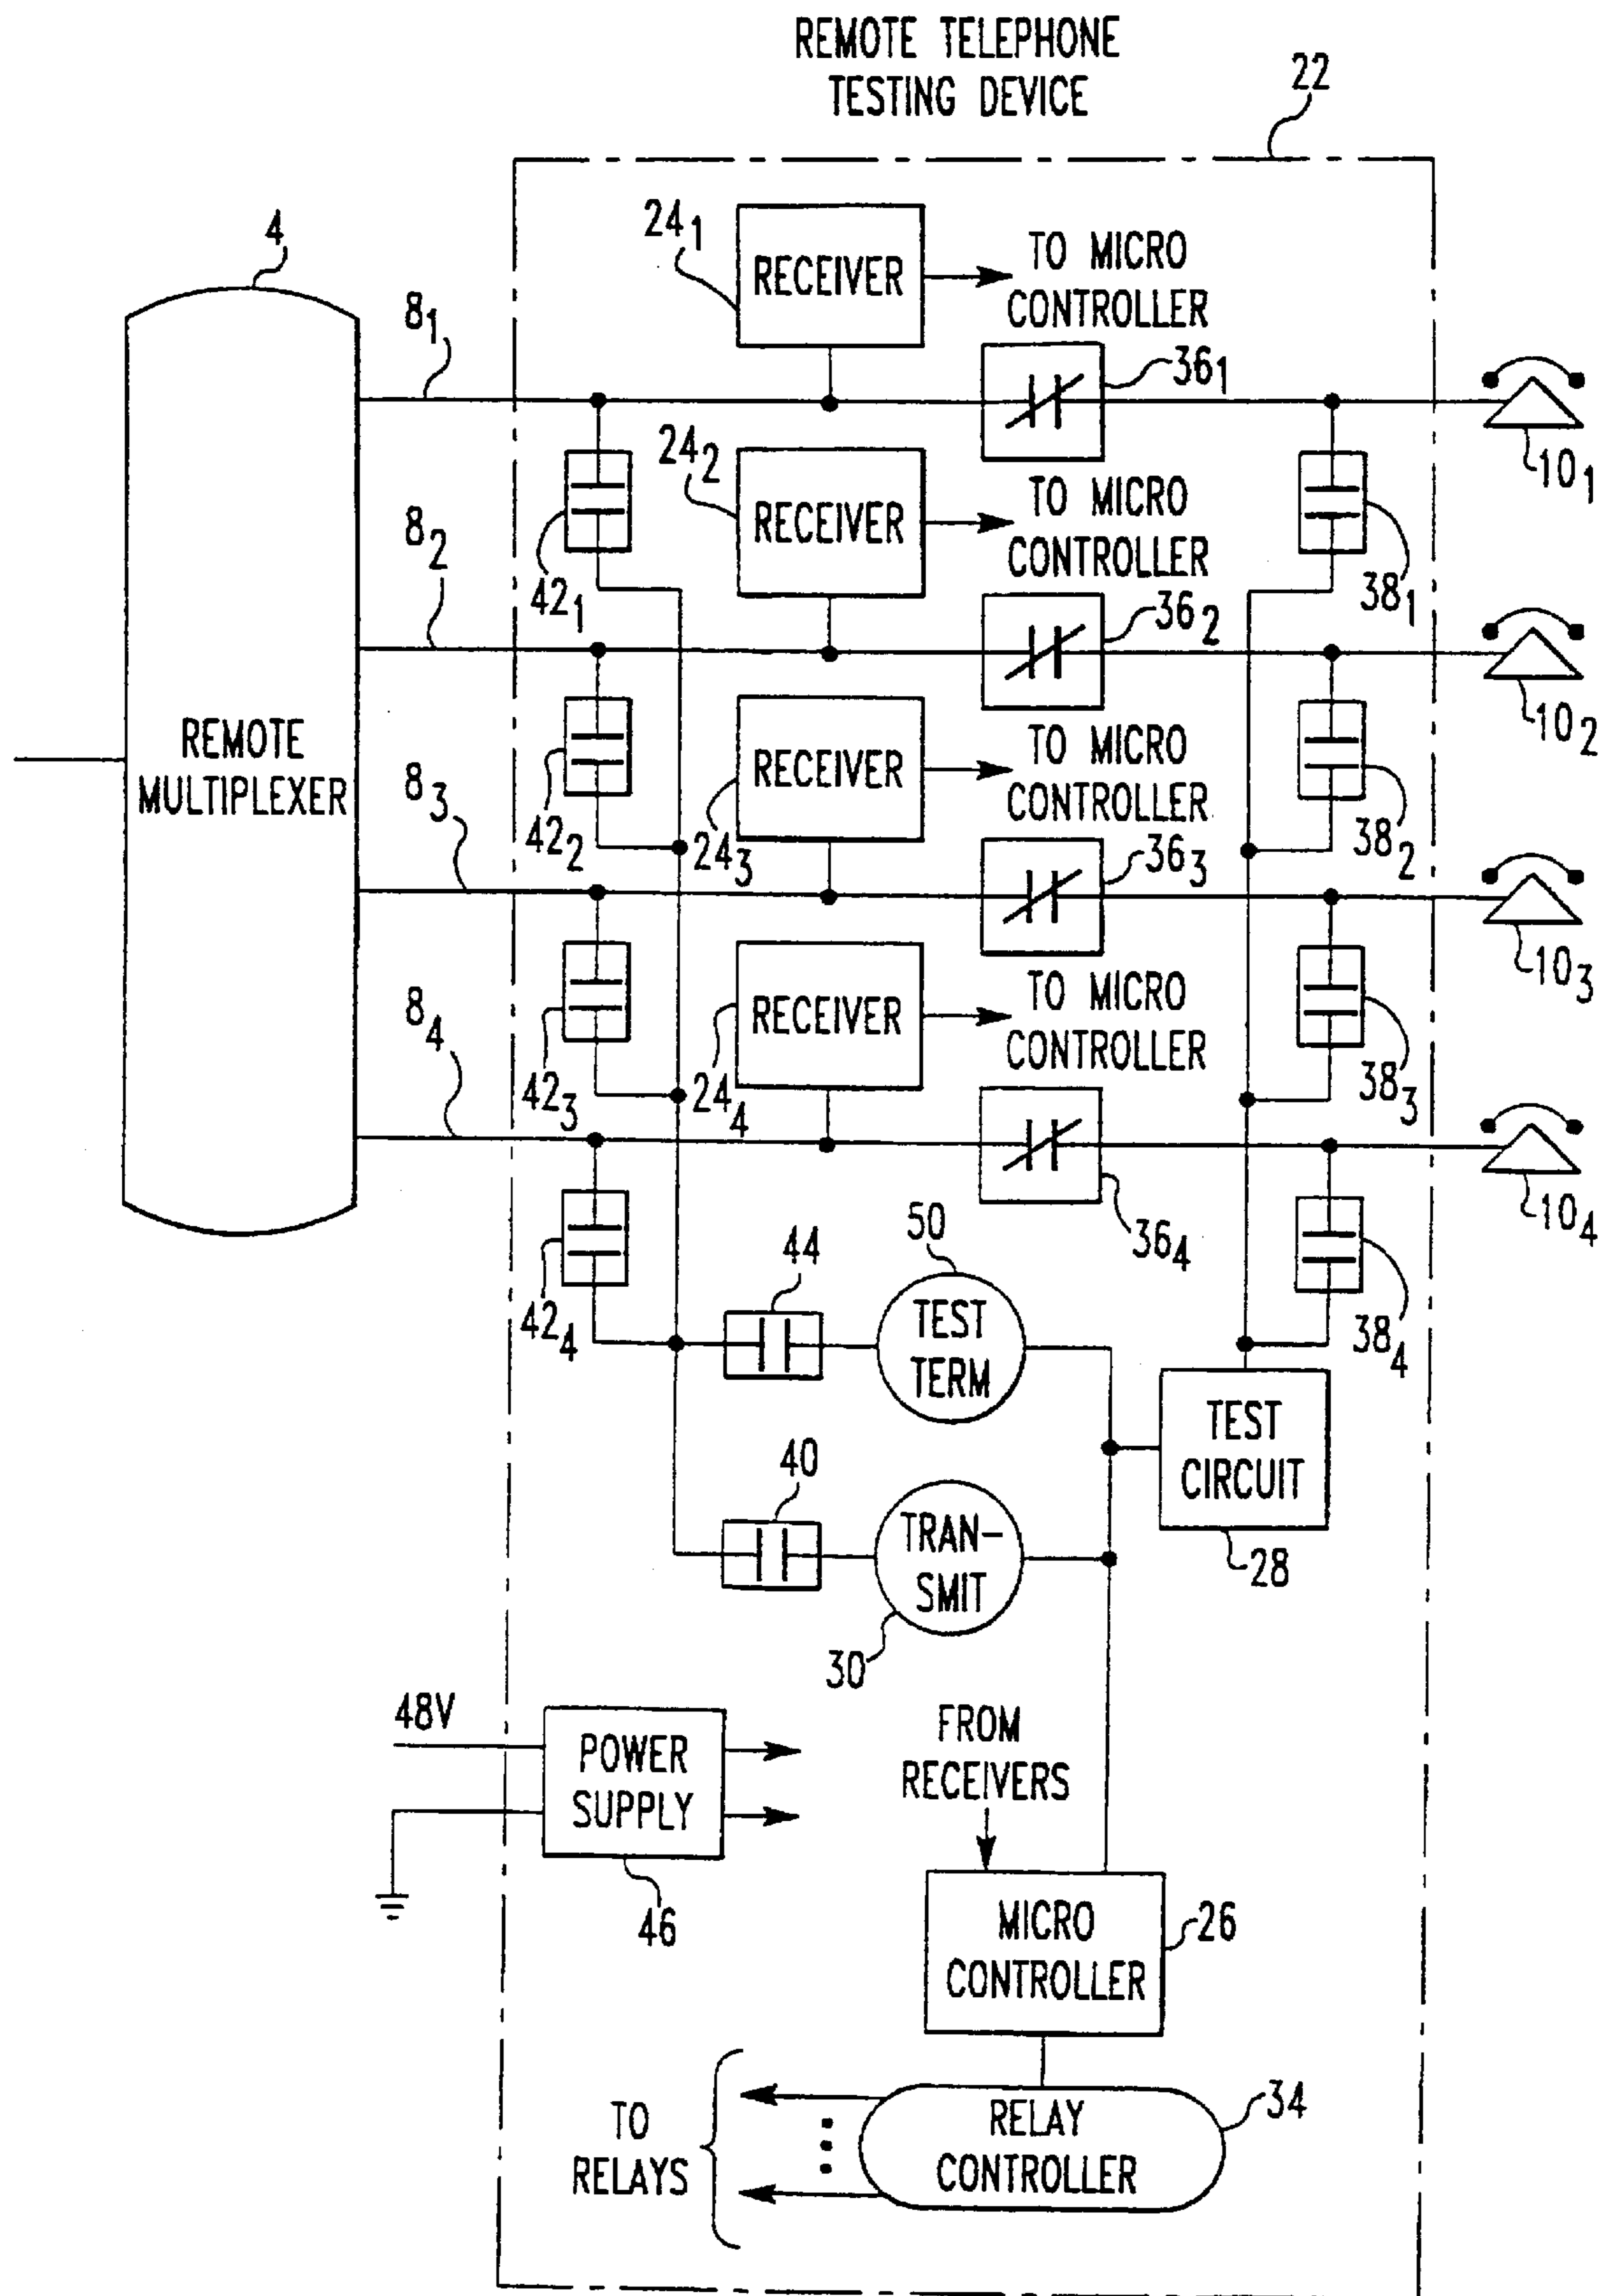 REMOTE TELEPHONE
TESTING DEVICE
22
4
24₁
RECEIVER
TO MICRO
CONTROLLER
8₁
36₁
10₁
24₂
RECEIVER
TO MICRO
CONTROLLER
8₂
42₁
38₁
36₂
10₂
REMOTE
MULTIPLEXER
RECEIVER
TO MICRO
CONTROLLER
8₃
42₂
24₃
38₂
36₃
10₃
RECEIVER
TO MICRO
CONTROLLER
8₄
42₃
24₄
38₃
36₄
10₄
44
50
TEST
TERM
42₄
38₄
TEST
CIRCUIT
28
40
TRAN-
SMIT
30
48V
POWER
SUPPLY
46
FROM
RECEIVERS
MICRO
CONTROLLER
26
TO
RELAYS
RELAY
CONTROLLER
34